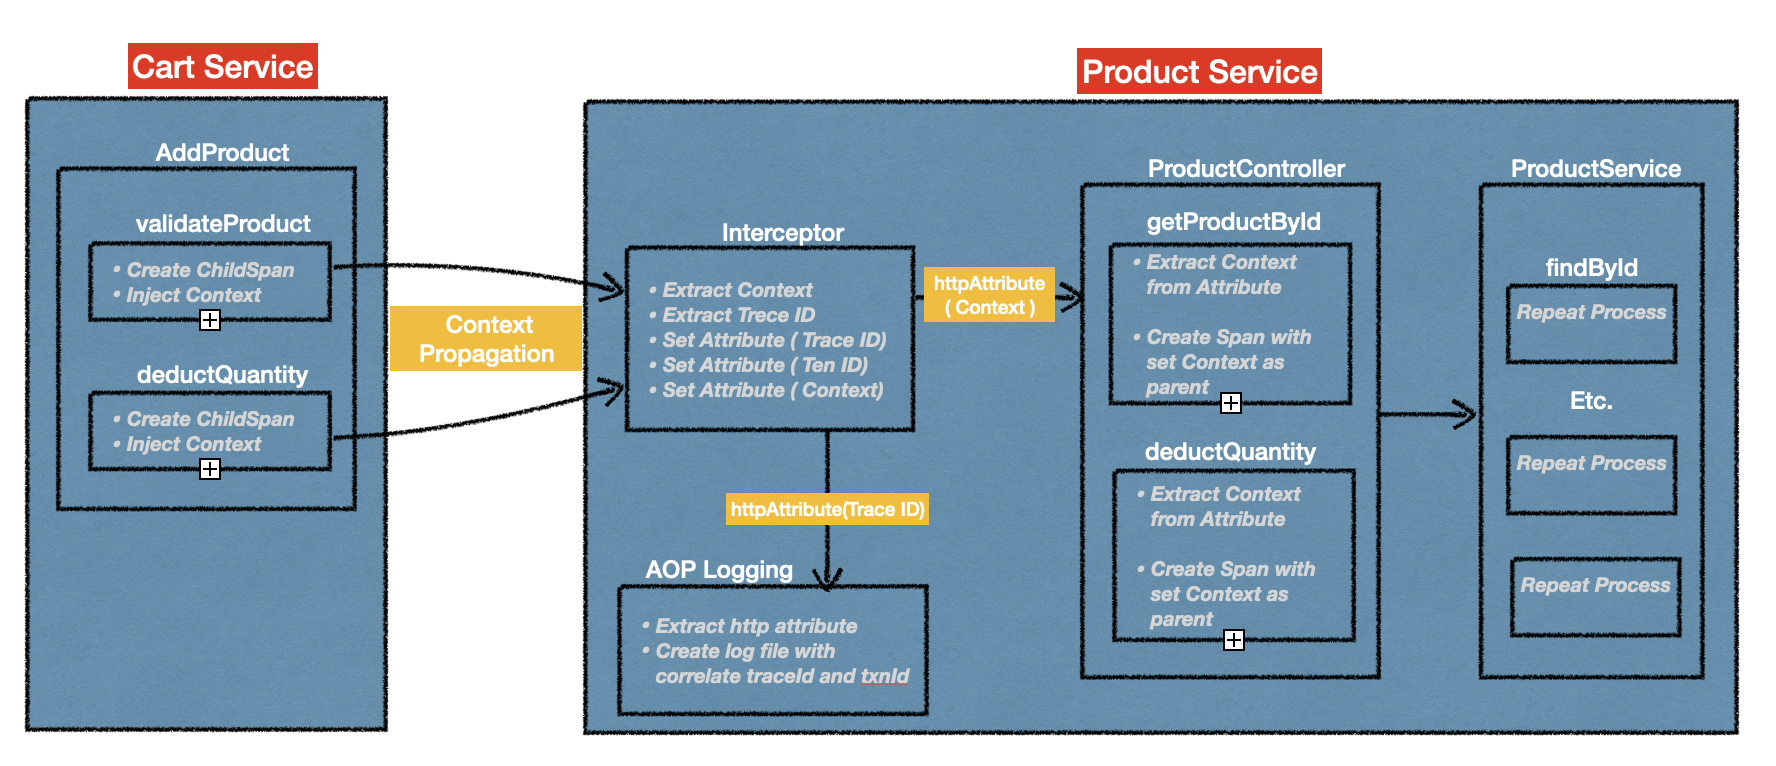 Cart Service
AddProduct
validateProduct
• Create ChildSpan
• Inject Context
deductQuantity
• Create ChildSpan
• Inject Context
Context
Propagation
Product Service
Interceptor
• Extract Context
• Extract Trece ID
• Set Attribute ( Trace ID)
• Set Attribute ( Ten ID)
• Set Attribute ( Context)
httpAttribute
( Context )
httpAttribute(Trace ID)
AOP Logging
• Extract http attribute
• Create log file with
correlate traceId and txnId
ProductController
getProductById
• Extract Context
from Attribute
• Create Span with
set Context as
parent
deductQuantity
• Extract Context
from Attribute
• Create Span with
set Context as
parent
ProductService
findById
Repeat Process
Etc.
Repeat Process
Repeat Process